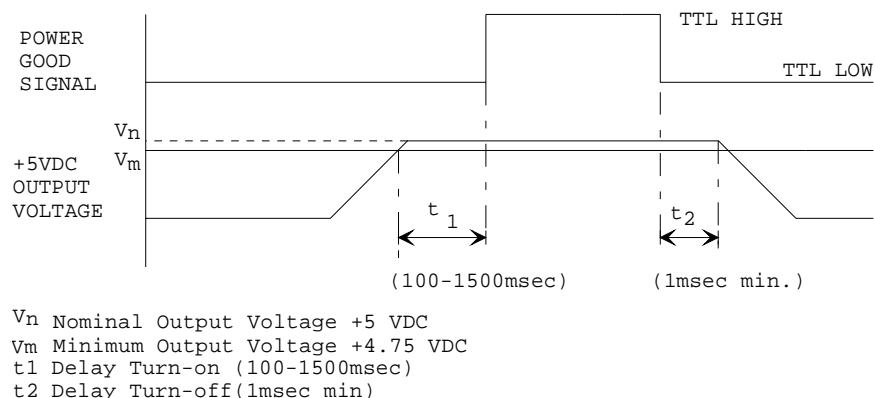 TTL HIGH
POWER
GOOD
SIGNAL
TTL LOW
Vn
Vm
+5VDC
OUTPUT
VOLTAGE
t 1
t 2
(100-1500msec)
(1msec min.)
Vn Nominal Output Voltage +5 VDC
Vm Minimum Output Voltage +4.75 VDC
t1 Delay Turn-on (100-1500msec)
t2 Delay Turn-off(1msec min)